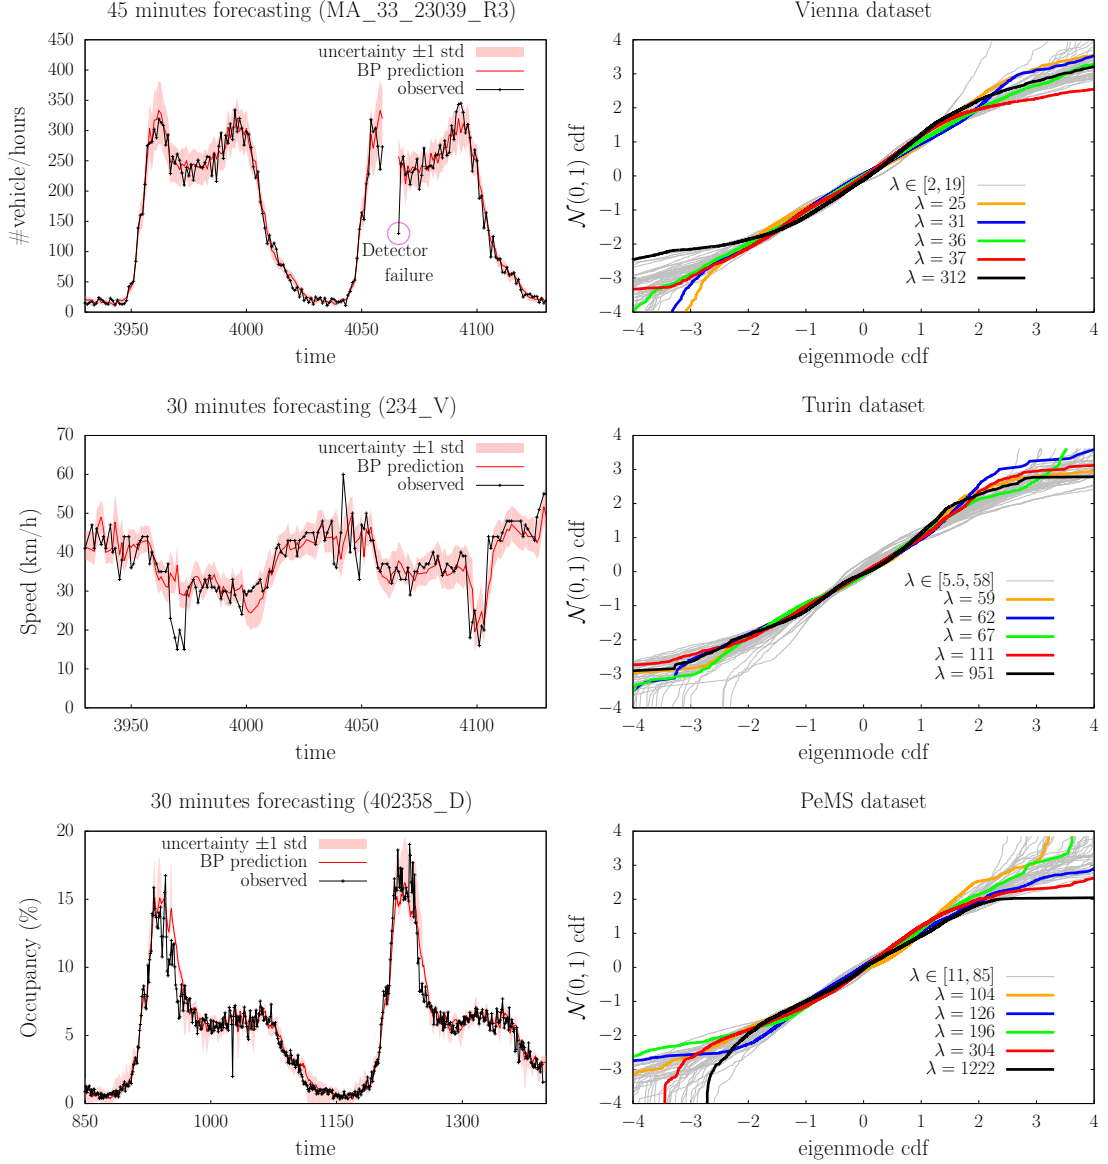 45 minutes forecasting (MA_33_23039_R3)
450
400
350
300
250
200
150
100
50
0
#vehicle/hours
uncertainty ±1 std
BP prediction
observed
Detector
failure
3950
4000
4050
4100
time
Vienna dataset
4
3
2
1
0
−1
−2
−3
−4
𝒩(0, 1) cdf
λ ∈ [2, 19]
λ = 25
λ = 31
λ = 36
λ = 37
λ = 312
−4
−3
−2
−1
0
1
2
3
4
eigenmode cdf
30 minutes forecasting (234_V)
70
60
50
40
30
20
10
0
Speed (km/h)
uncertainty ±1 std
BP prediction
observed
3950
4000
4050
4100
time
Turin dataset
4
3
2
1
0
−1
−2
−3
−4
𝒩(0, 1) cdf
λ ∈ [5.5, 58]
λ = 59
λ = 62
λ = 67
λ = 111
λ = 951
−4
−3
−2
−1
0
1
2
3
4
eigenmode cdf
30 minutes forecasting (402358_D)
20
15
10
5
0
Occupancy (%)
uncertainty ±1 std
BP prediction
observed
850
1000
1150
1300
time
PeMS dataset
4
3
2
1
0
−1
−2
−3
−4
𝒩(0, 1) cdf
λ ∈ [11, 85]
λ = 104
λ = 126
λ = 196
λ = 304
λ = 1222
−4
−3
−2
−1
0
1
2
3
4
eigenmode cdf